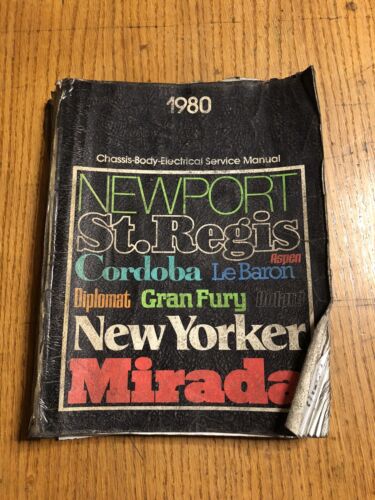 1980
Chassis-Body-Electrical Service Manual
NEWPORT
St. Regis
Aspen
Cordoba Le Baron
Diplomat Gran Fury Volaré
New Yorker
Mirada